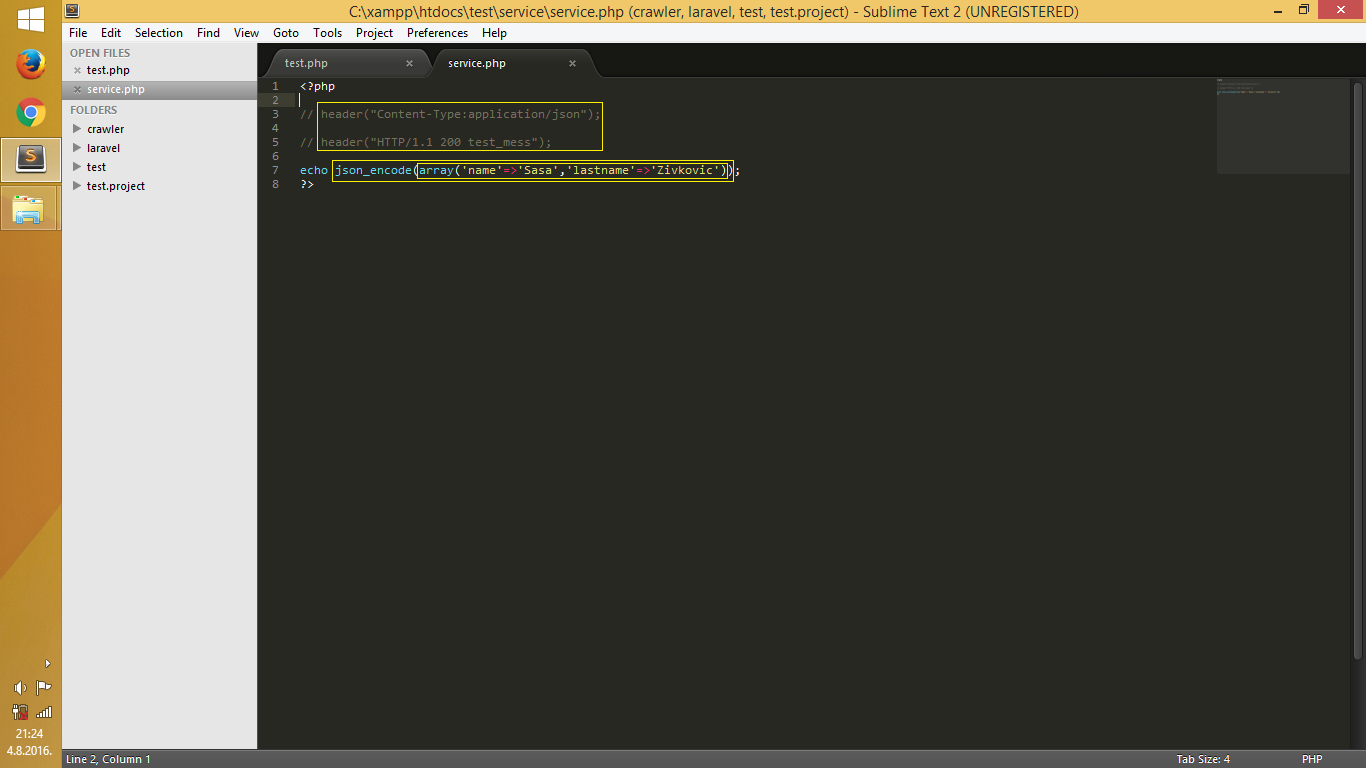 C:\xampp\htdocs\test\service\service.php (crawler, laravel, test, test.project) - Sublime Text 2 (UNREGISTERED)
File Edit Selection Find View Goto Tools Project Preferences Help
OPEN FILES
test.php
service.php
FOLDERS
crawler
laravel
test
test.project
test.php service.php
1 <?php
2
3 // header("Content-Type:application/json");
4
5 // header("HTTP/1.1 200 test_mess");
6
7 echo json_encode(array('name'=>'Sasa','lastname'=>'Zivkovic'));
8 ?>
21:24
4.8.2016.
Line 2, Column 1 Tab Size: 4 PHP